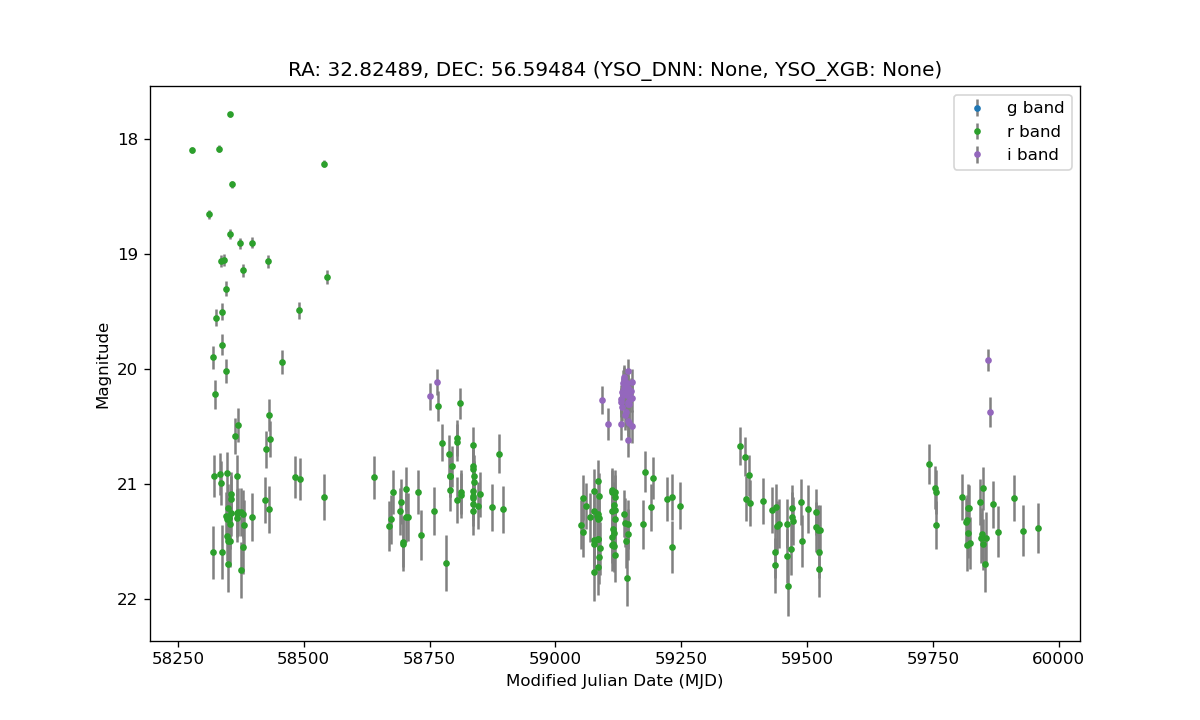 RA: 32.82489, DEC: 56.59484 (YSO_DNN: None, YSO_XGB: None)
g band
r band
i band
18
19
20
21
22
Magnitude
58250 58500 58750 59000 59250 59500 59750 60000
Modified Julian Date (MJD)